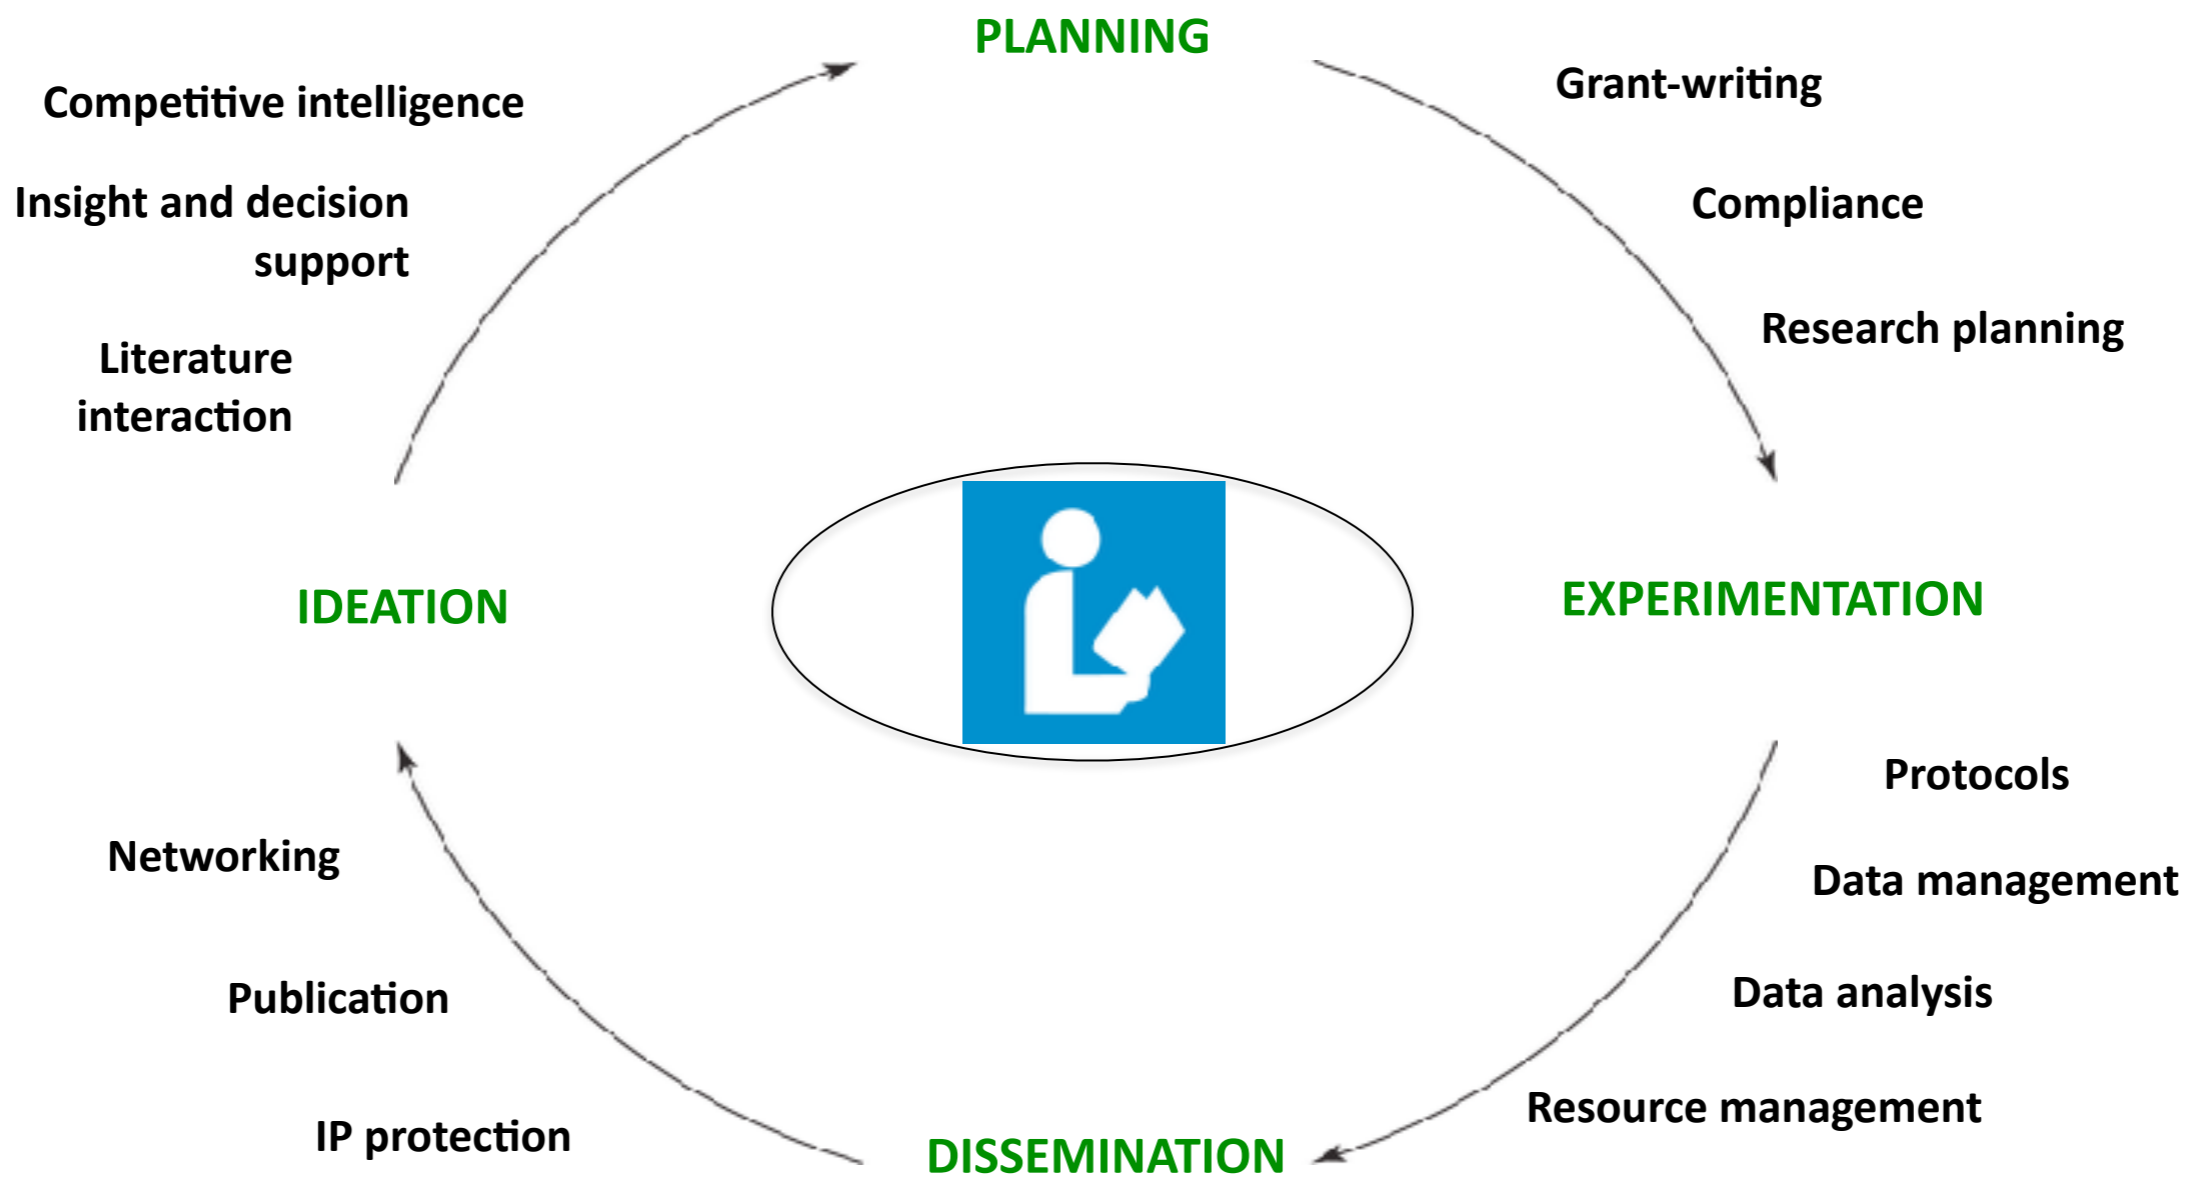 PLANNING
Competitive intelligence
Insight and decision
support
Literature
interaction
Grant-writing
Compliance
Research planning
IDEATION
EXPERIMENTATION
Networking
Publication
IP protection
Protocols
Data management
Data analysis
Resource management
DISSEMINATION